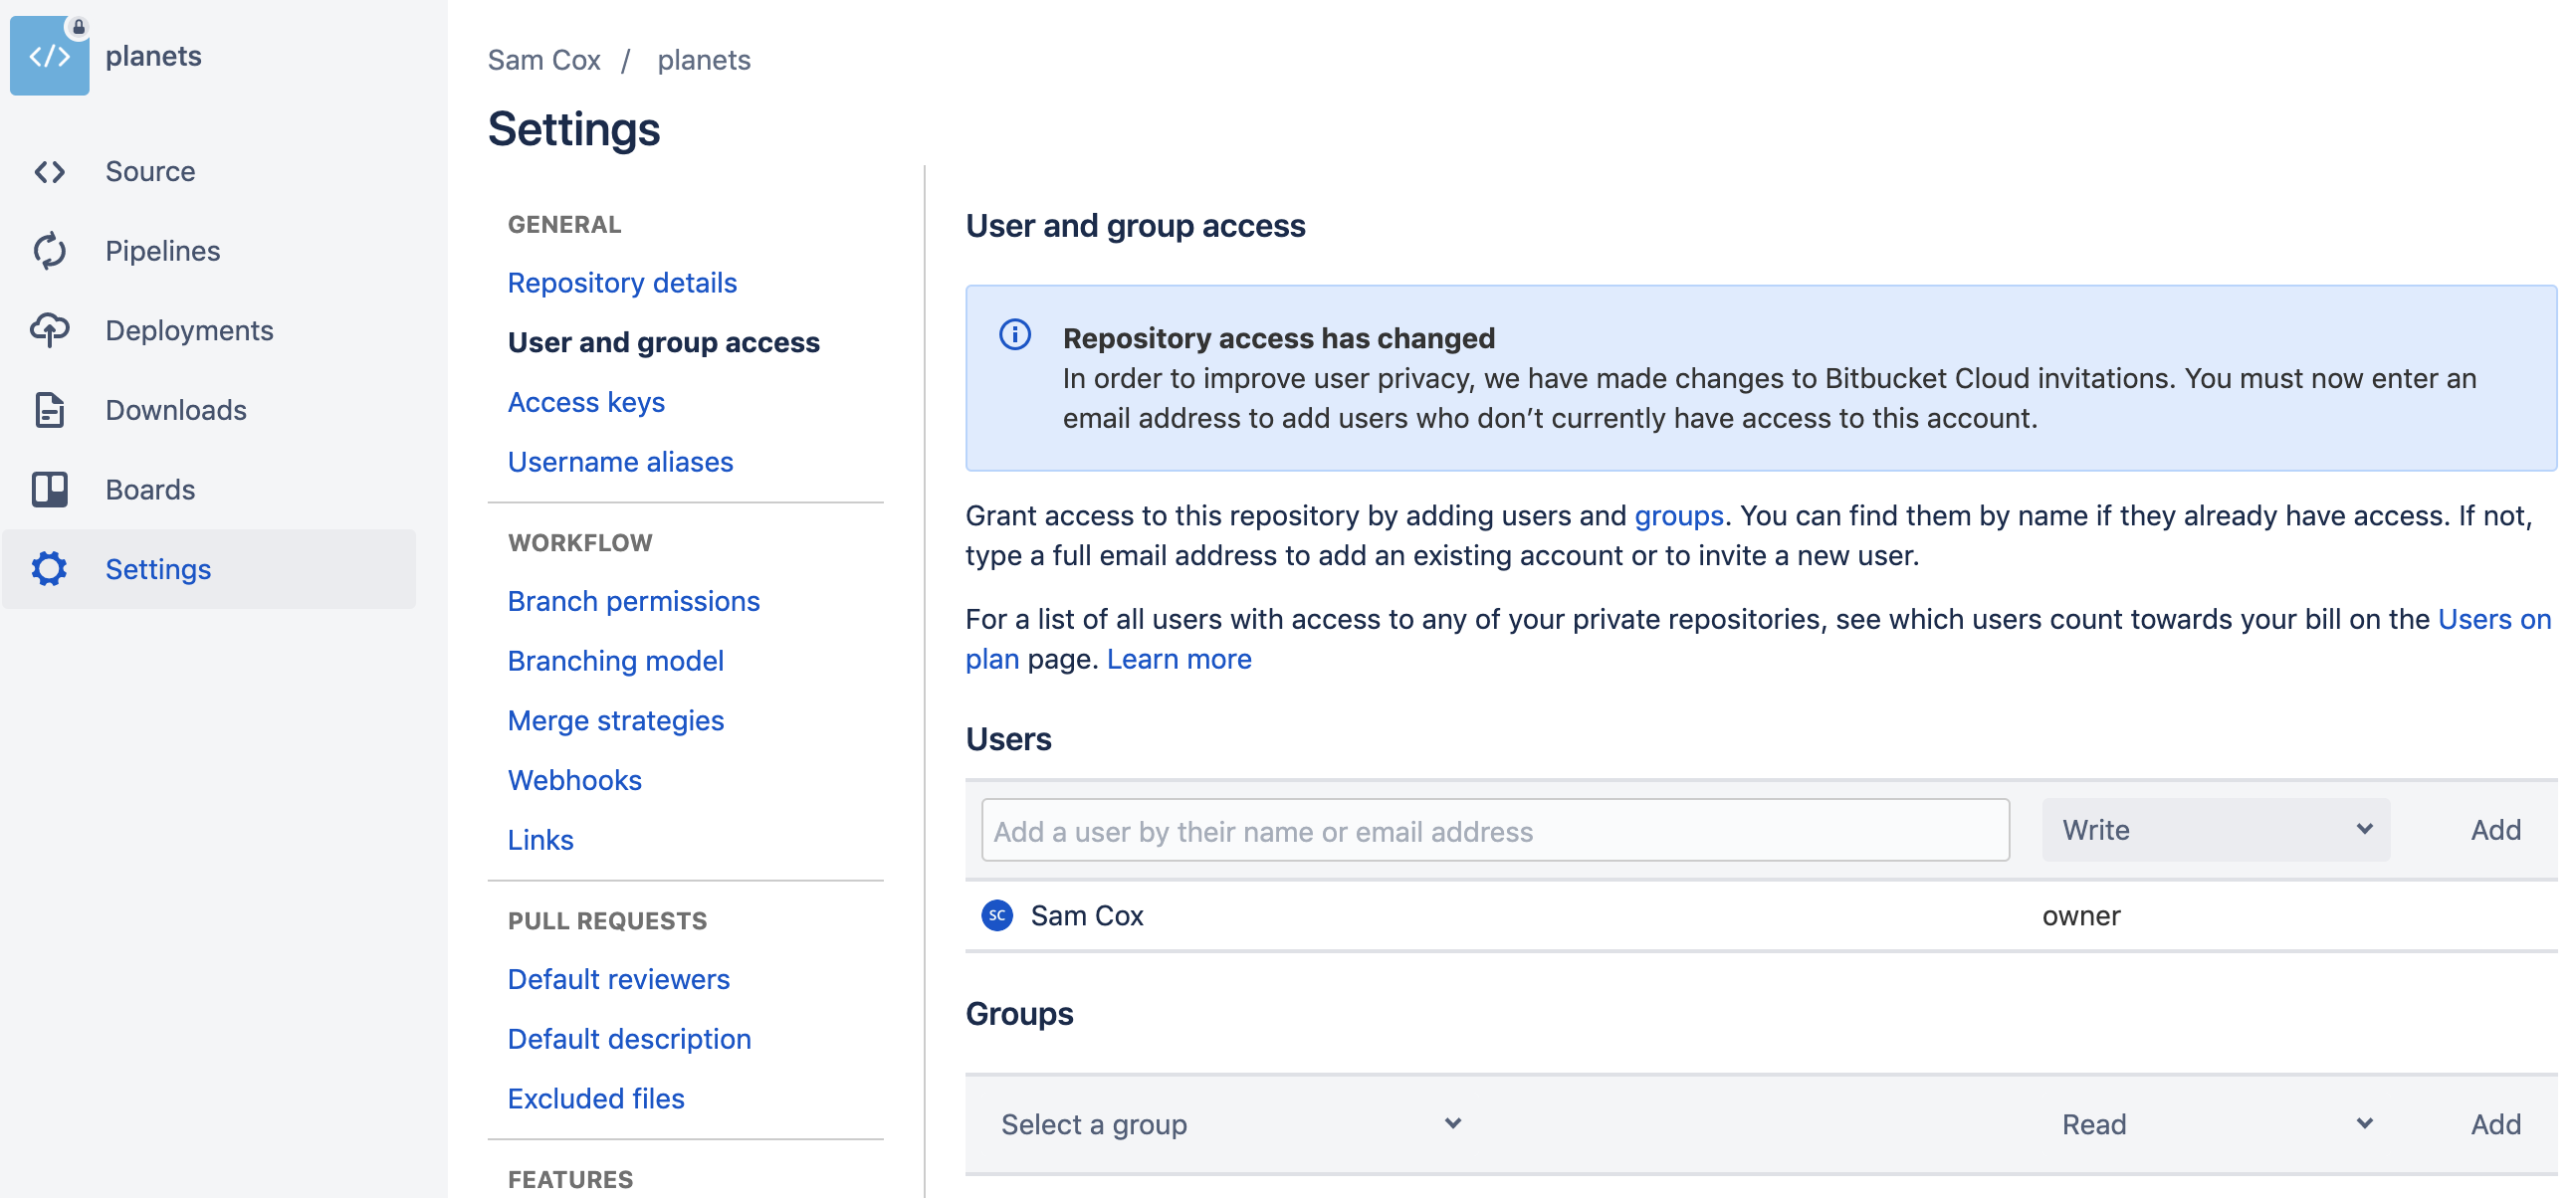 planets
Source
Pipelines
Deployments
Downloads
Boards
Settings
Sam Cox / planets
Settings
GENERAL
Repository details
User and group access
Access keys
Username aliases
WORKFLOW
Branch permissions
Branching model
Merge strategies
Webhooks
Links
PULL REQUESTS
Default reviewers
Default description
Excluded files
FEATURES
User and group access
Repository access has changed
In order to improve user privacy, we have made changes to Bitbucket Cloud invitations. You must now enter an
email address to add users who don’t currently have access to this account.
Grant access to this repository by adding users and groups. You can find them by name if they already have access. If not,
type a full email address to add an existing account or to invite a new user.
For a list of all users with access to any of your private repositories, see which users count towards your bill on the Users on
plan page. Learn more
Users
Add a user by their name or email address Write Add
SC Sam Cox owner
Groups
Select a group Read Add